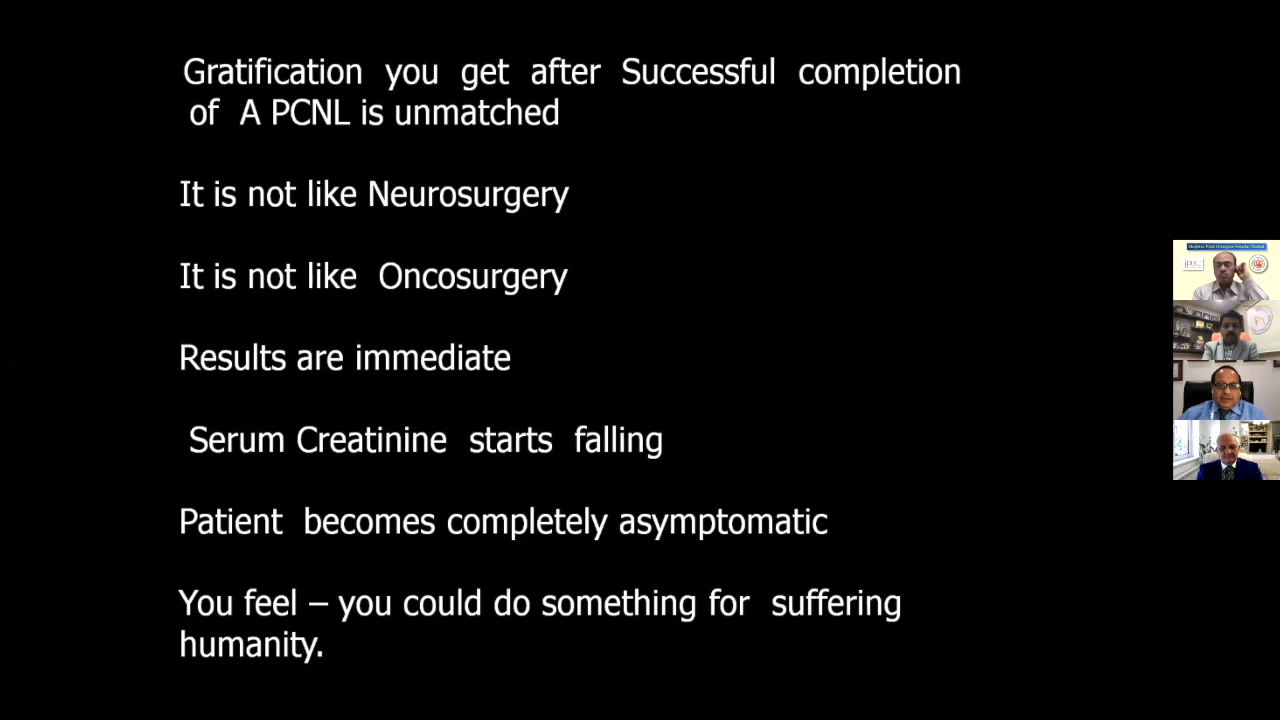 Gratification you get after Successful completion
of A PCNL is unmatched
It is not like Neurosurgery
It is not like Oncosurgery
Results are immediate
Serum Creatinine starts falling
Patient becomes completely asymptomatic
You feel – you could do something for suffering
humanity.